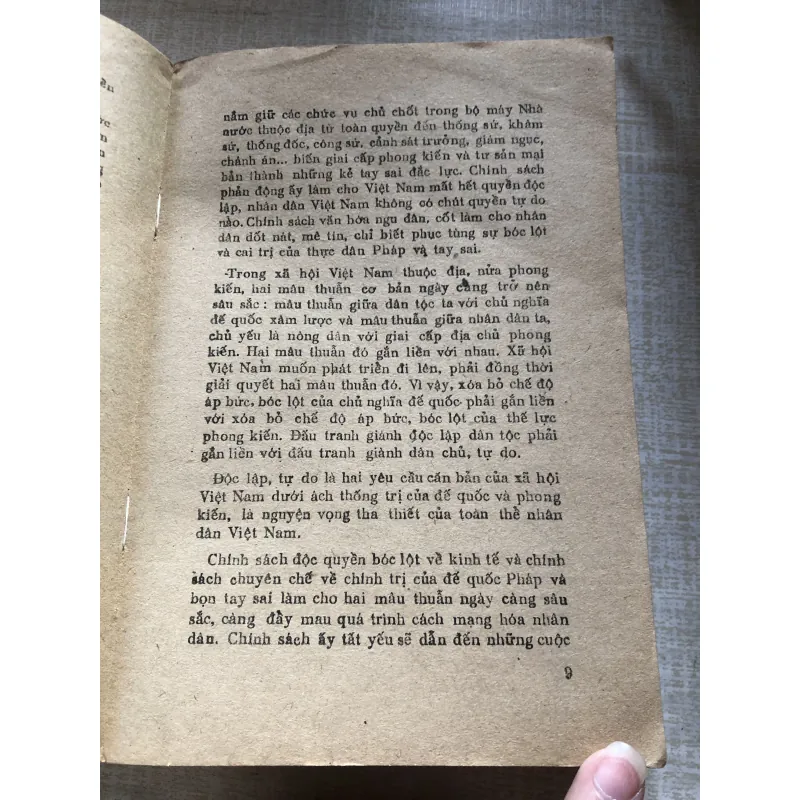 ền
ức
ện
ng
nắm giữ các chức vụ chủ chốt trong bộ máy Nhà
nước thuộc địa từ toàn quyền đến thống sứ, khâm
sứ, thống đốc, công sứ, cảnh sát trưởng, giám ngục,
chánh án... biến giai cấp phong kiến và tư sản mại
bản thành những kẻ tay sai đắc lực. Chính sách
phản động ấy làm cho Việt Nam mất hết quyền độc
lập, nhân dân Việt Nam không có chút quyền tự do
nào. Chính sách văn hóa ngu dân, cốt làm cho nhân
dân dốt nát, mê tín, chỉ biết phục tùng sự bóc lột
và cai trị của thực dân Pháp và tay sai.
Trong xã hội Việt Nam thuộc địa, nửa phong
kiến, hai mâu thuẫn cơ bản ngày càng trở nên
sâu sắc : mâu thuẫn giữa dân tộc ta với chủ nghĩa
đế quốc xâm lược và mâu thuẫn giữa nhân dân ta,
chủ yếu là nông dân với giai cấp địa chủ phong
kiến. Hai mâu thuẫn đó gắn liền với nhau. Xã hội
Việt Nam muốn phát triển đi lên, phải đồng thời
giải quyết hai mâu thuẫn đó. Vì vậy, xóa bỏ chế độ
áp bức, bóc lột của chủ nghĩa đế quốc phải gắn liền
với xóa bỏ chế độ áp bức, bóc lột của thế lực
phong kiến. Đấu tranh giành độc lập dân tộc phải
gắn liền với đấu tranh giành dân chủ, tự do.
Độc lập, tự do là hai yêu cầu căn bản của xã hội
Việt Nam dưới ách thống trị của đế quốc và phong
kiến, là nguyện vọng tha thiết của toàn thể nhân
dân Việt Nam.
Chính sách độc quyền bóc lột về kinh tế và chính
sách chuyên chế về chính trị của đế quốc Pháp và
bọn tay sai làm cho hai mâu thuẫn ngày càng sâu
sắc, càng đẩy mau quá trình cách mạng hóa nhân
dân. Chính sách ấy tất yếu sẽ dẫn đến những cuộc
9